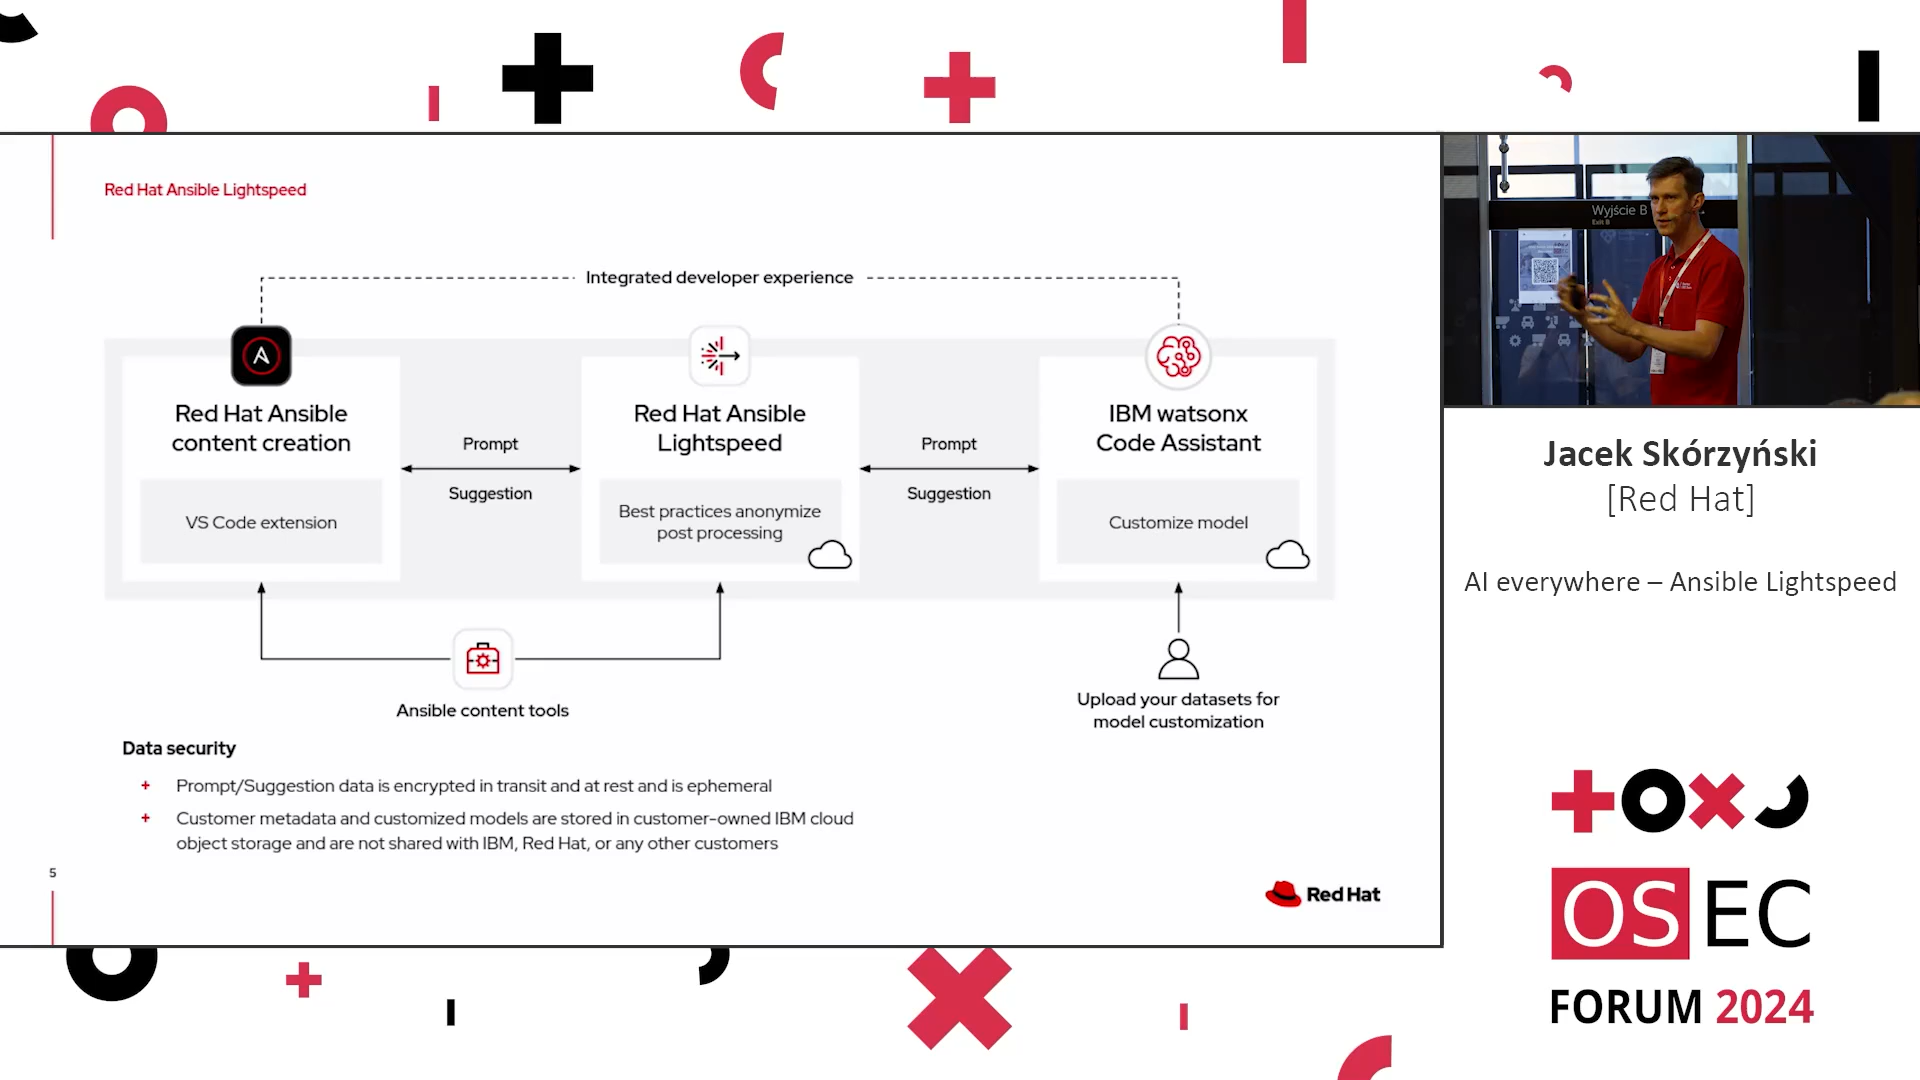 Red Hat Ansible Lightspeed
Integrated developer experience
Red Hat Ansible
content creation
VS Code extension
Prompt
Suggestion
Red Hat Ansible
Lightspeed
Best practices anonymize
post processing
Prompt
Suggestion
IBM watsonx
Code Assistant
Customize model
Ansible content tools
Upload your datasets for
model customization
Data security
+ Prompt/Suggestion data is encrypted in transit and at rest and is ephemeral
+ Customer metadata and customized models are stored in customer-owned IBM cloud
object storage and are not shared with IBM, Red Hat, or any other customers
5
Red Hat
Wyjście B
Exit B
Jacek Skórzyński
[Red Hat]
AI everywhere – Ansible Lightspeed
OSEC
FORUM 2024